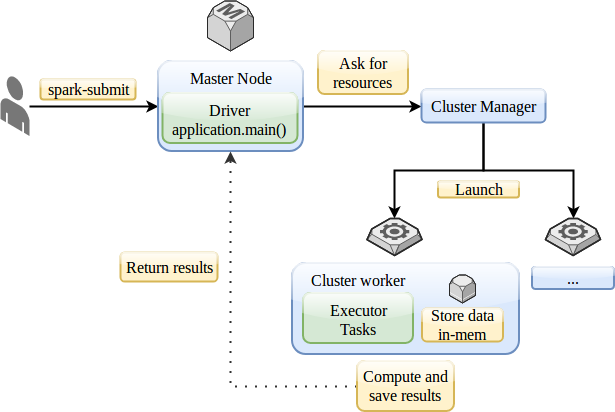 M
spark-submit
Master Node
Driver
application.main()
Ask for
resources
Cluster Manager
Launch
Return results
Cluster worker
Executor
Tasks
Store data
in-mem
...
Compute and
save results